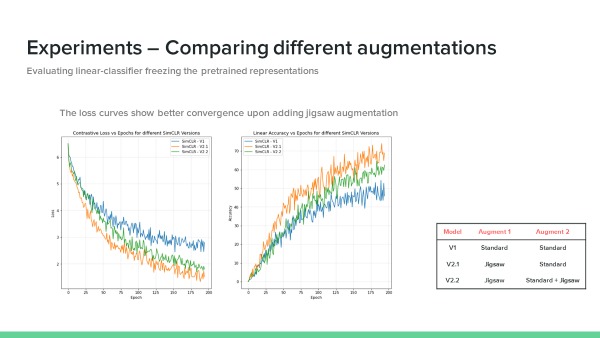 Experiments – Comparing different augmentations
Evaluating linear-classifier freezing the pretrained representations
The loss curves show better convergence upon adding jigsaw augmentation
Contrastive Loss vs Epochs for different SimCLR Versions
SimCLR - V1
SimCLR - V2.1
SimCLR - V2.2
6
5
4
3
2
Loss
0 25 50 75 100 125 150 175 200
Epoch
Linear Accuracy vs Epochs for different SimCLR Versions
SimCLR - V1
SimCLR - V2.1
SimCLR - V2.2
70
60
50
40
30
20
10
0
Accuracy
0 25 50 75 100 125 150 175 200
Epoch
Model Augment 1 Augment 2
V1 Standard Standard
V2.1 Jigsaw Standard
V2.2 Jigsaw Standard + Jigsaw